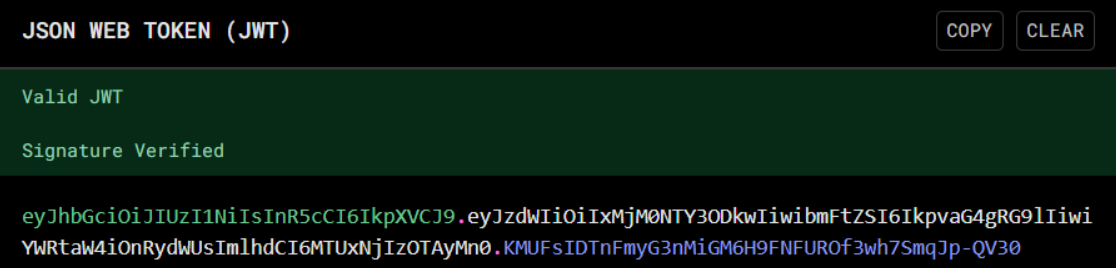 JSON WEB TOKEN (JWT) COPY CLEAR
Valid JWT
Signature Verified
eyJhbGciOiJIUzI1NiIsInR5cCI6IkpXVCJ9.eyJzdWIiOiIxMjM0NTY3ODkwIiwibmFtZSI6IkpvaG4gRG9lIiwi
YWRtaW4iOnRydWUsImlhdCI6MTUxNjIzOTAyMn0.KMUFsIDTnFmyG3nMiGM6H9FNFUROf3wh7SmqJp-QV30